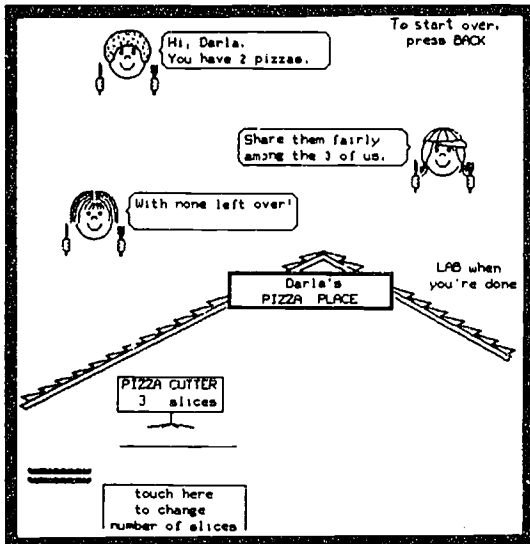 To start over,
press BACK
Hi, Darla.
You have 2 pizzas.
Share them fairly
among the 3 of us.
With none left over!
LAB when
you're done
Darla's
PIZZA PLACE
PIZZA CUTTER
3 slices
touch here
to change
number of slices